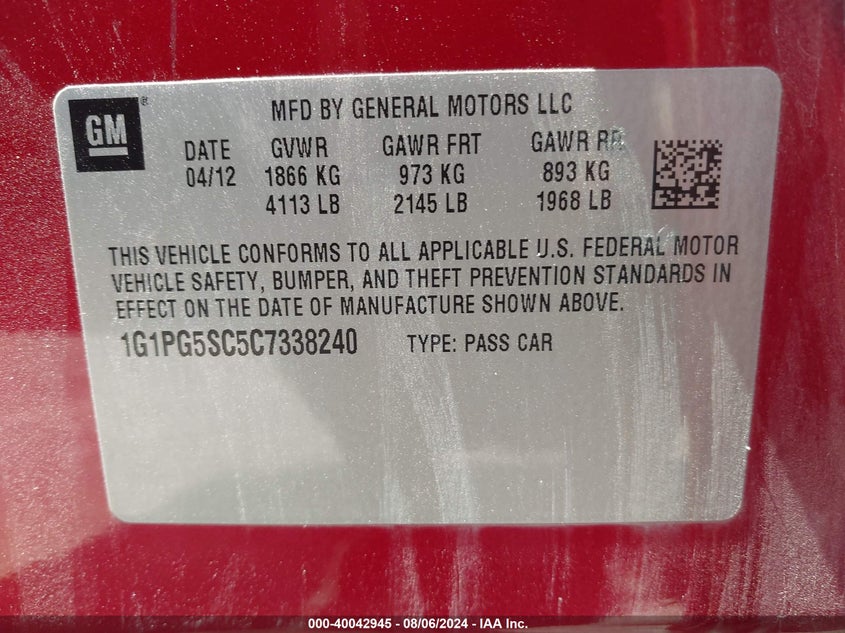 GM ®
MFD BY GENERAL MOTORS LLC
DATE GVWR GAWR FRT GAWR RR
04/12 1866 KG 973 KG 893 KG
4113 LB 2145 LB 1968 LB
THIS VEHICLE CONFORMS TO ALL APPLICABLE U.S. FEDERAL MOTOR
VEHICLE SAFETY, BUMPER, AND THEFT PREVENTION STANDARDS IN
EFFECT ON THE DATE OF MANUFACTURE SHOWN ABOVE.
1G1PG5SC5C7338240 TYPE: PASS CAR
000-40042945 - 08/06/2024 - IAA Inc.